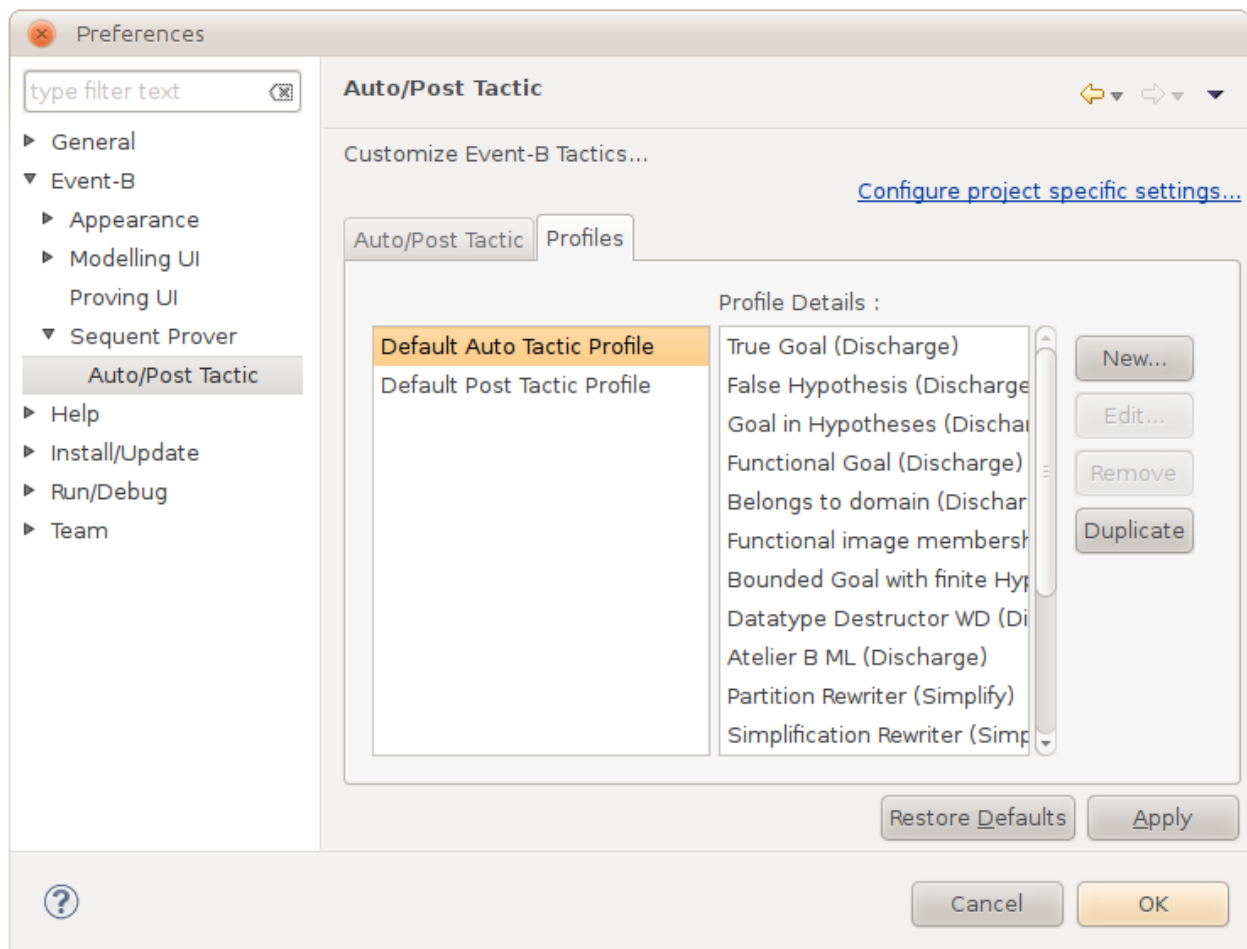 Preferences
type filter text
General
Event-B
Appearance
Modelling UI
Proving UI
Sequent Prover
Auto/Post Tactic
Help
Install/Update
Run/Debug
Team
Auto/Post Tactic
Customize Event-B Tactics...
Configure project specific settings...
Auto/Post Tactic Profiles
Profile Details :
Default Auto Tactic Profile
Default Post Tactic Profile
True Goal (Discharge)
False Hypothesis (Discharge
Goal in Hypotheses (Dischar
Functional Goal (Discharge)
Belongs to domain (Dischar
Functional image membersh
Bounded Goal with finite Hyp
Datatype Destructor WD (Di
Atelier B ML (Discharge)
Partition Rewriter (Simplify)
Simplification Rewriter (Simp
New...
Edit...
Remove
Duplicate
Restore Defaults Apply
? Cancel OK